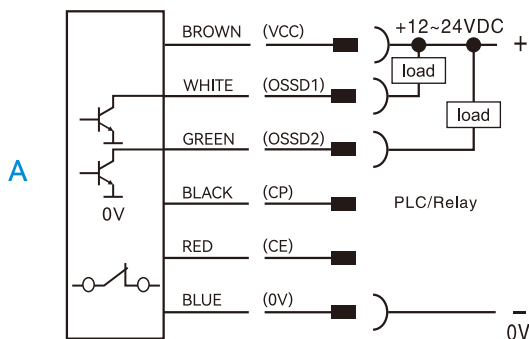 BROWN (VCC) +12~24VDC +
load
WHITE (OSSD1)
load
GREEN (OSSD2)
A
0V
BLACK (CP) PLC/Relay
RED (CE)
BLUE (0V) −
0V